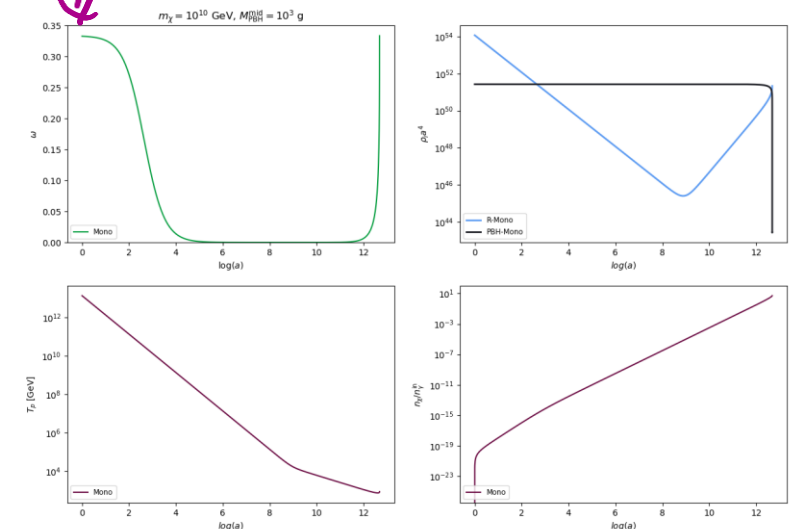 m_χ = 10^10 GeV, M_PBH^mid = 10^3 g
ω
0.35
0.30
0.25
0.20
0.15
0.10
0.05
0.00
Mono
0 2 4 6 8 10 12
log(a)
ρ_i a^4
10^54
10^52
10^50
10^48
10^46
10^44
R-Mono
PBH-Mono
0 2 4 6 8 10 12
log(a)
T_p [GeV]
10^12
10^10
10^8
10^6
10^4
Mono
0 2 4 6 8 10 12
log(a)
10^1
10^-3
10^-7
10^-11
10^-15
10^-19
10^-23
Mono
0 2 4 6 8 10 12
log(a)